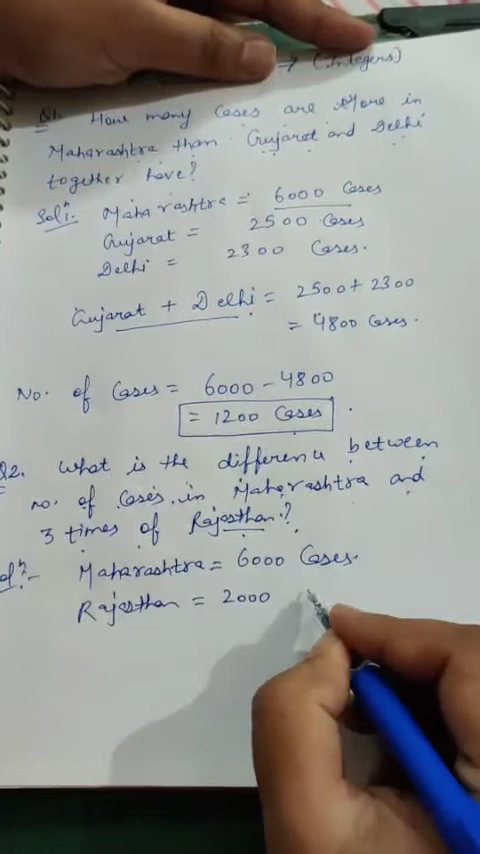 → (Integers)
Q1. How many Cases are More in
Maharashtra than Gujarat and Delhi
together have?
Solⁿ:. Maharashtra = 6000 Cases
Gujarat = 2500 Cases
Delhi = 2300 Cases.
Gujarat + Delhi = 2500 + 2300
= 4800 Cases.
No. of Cases = 6000 - 4800
= 1200 Cases .
Q2. What is the difference between
no. of Cases in Maharashtra and
3 times of Rajasthan?
Solⁿ:- Maharashtra = 6000 Cases.
Rajasthan = 2000